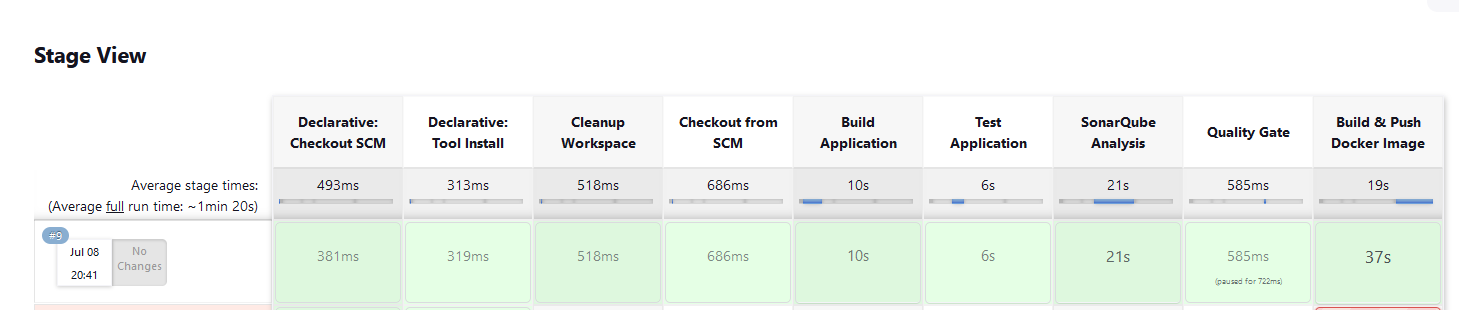 Stage View
Declarative: Checkout SCM
Declarative: Tool Install
Cleanup Workspace
Checkout from SCM
Build Application
Test Application
SonarQube Analysis
Quality Gate
Build & Push Docker Image
Average stage times:
(Average full run time: ~1min 20s)
493ms
313ms
518ms
686ms
10s
6s
21s
585ms
19s
#9
Jul 08
20:41
No
Changes
381ms
319ms
518ms
686ms
10s
6s
21s
585ms
(paused for 722ms)
37s